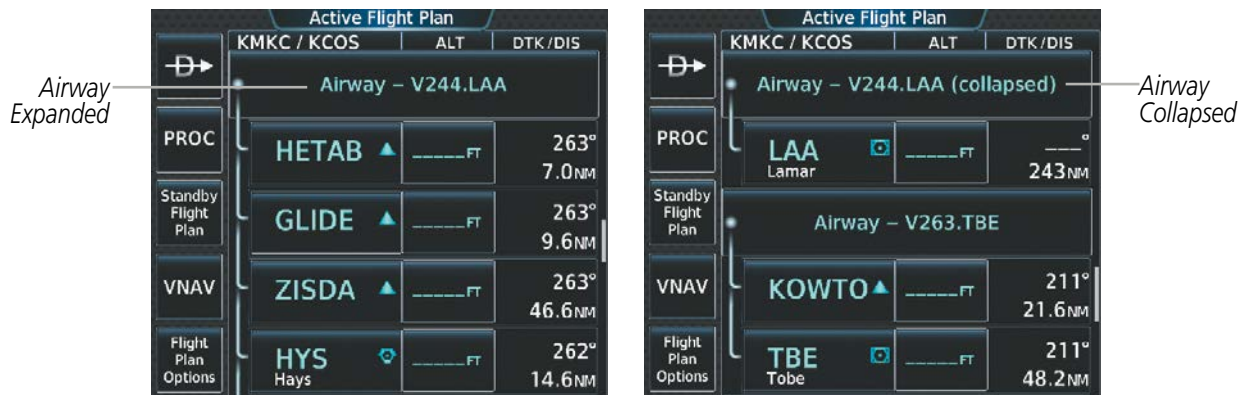 Active Flight Plan
KMKC / KCOS ALT DTK/DIS
Airway – V244.LAA
Airway
Expanded
PROC
HETAB _____FT 263°
7.0NM
Standby
Flight
Plan
GLIDE _____FT 263°
9.6NM
VNAV
ZISDA _____FT 263°
46.6NM
Flight
Plan
Options
HYS _____FT 262°
Hays 14.6NM
Active Flight Plan
KMKC / KCOS ALT DTK/DIS
Airway – V244.LAA (collapsed)
Airway
Collapsed
PROC
LAA _____FT ___°
Lamar 243NM
Standby
Flight
Plan
Airway – V263.TBE
VNAV
KOWTO _____FT 211°
21.6NM
Flight
Plan
Options
TBE _____FT 211°
Tobe 48.2NM